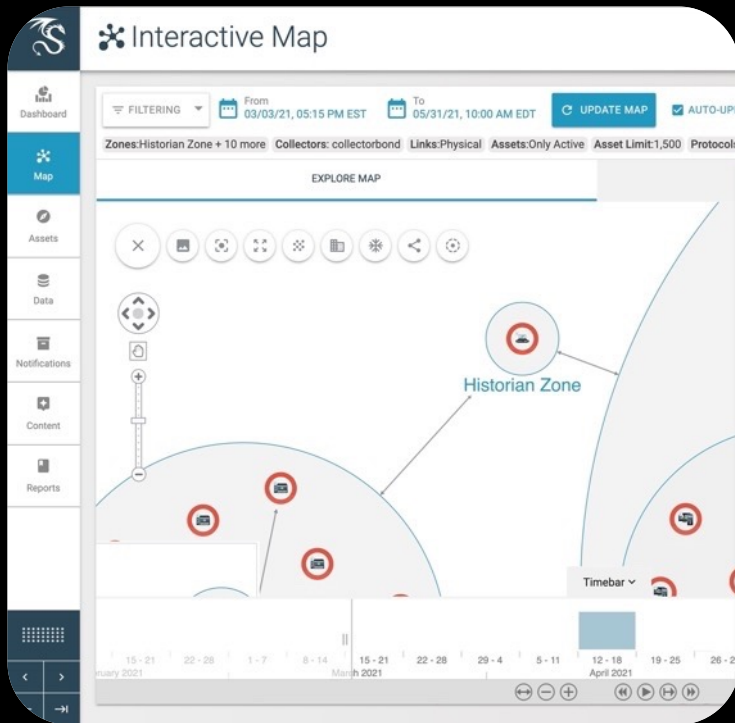 Interactive Map
Dashboard
Map
Assets
Data
Notifications
Content
Reports
FILTERING
From
03/03/21, 05:15 PM EST
To
05/31/21, 10:00 AM EDT
UPDATE MAP
AUTO-UP
Zones:Historian Zone + 10 more Collectors: collectorbond Links:Physical Assets:Only Active Asset Limit:1,500 Protocols
EXPLORE MAP
Historian Zone
Timebar
15 - 21 22 - 28 1 - 7 8 - 14 15 - 21 22 - 28 29 - 4 5 - 11 12 - 18 19 - 25 26 - 2
ruary 2021 March 2021 April 2021